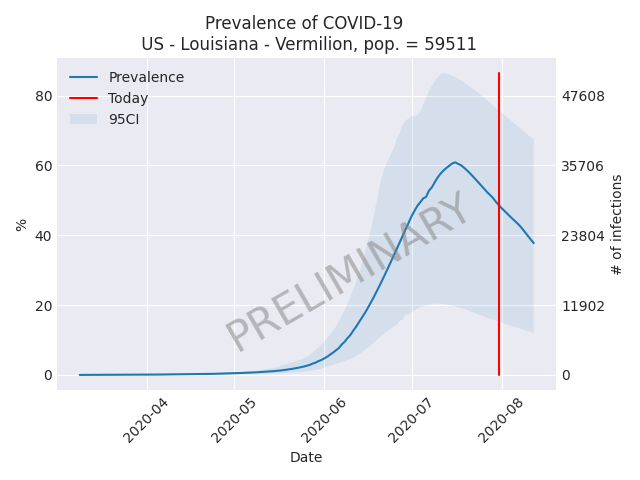 Prevalence of COVID-19
US - Louisiana - Vermilion, pop. = 59511
Prevalence
Today
95CI
80
60
40
20
0
%
47608
35706
23804
11902
0
# of infections
PRELIMINARY
2020-04
2020-05
2020-06
2020-07
2020-08
Date